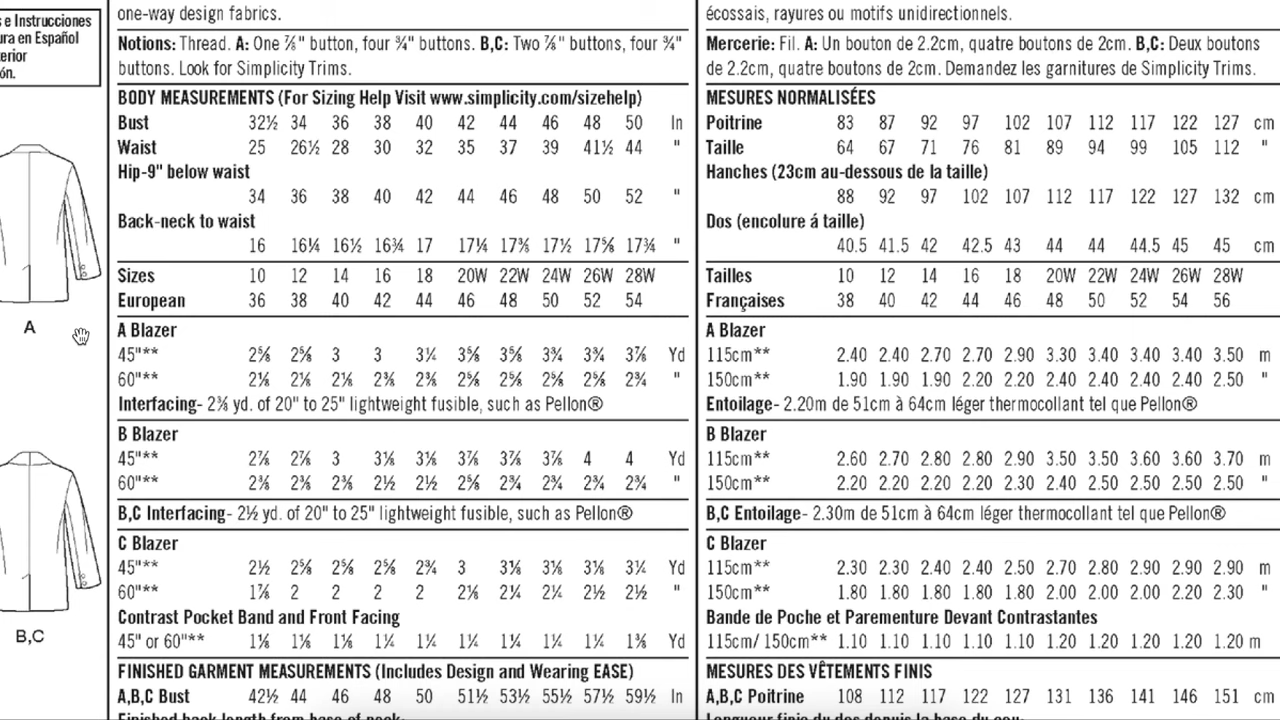 s e Instrucciones
ura en Español
terior
ón.
A
B,C
one-way design fabrics.
Notions: Thread. A: One ⅞" button, four ¾" buttons. B,C: Two ⅞" buttons, four ¾"
buttons. Look for Simplicity Trims.
BODY MEASUREMENTS (For Sizing Help Visit www.simplicity.com/sizehelp)
Bust 32½ 34 36 38 40 42 44 46 48 50 In
Waist 25 26½ 28 30 32 35 37 39 41½ 44 "
Hip-9" below waist
34 36 38 40 42 44 46 48 50 52 "
Back-neck to waist
16 16¼ 16½ 16¾ 17 17¼ 17⅜ 17½ 17⅝ 17¾ "
Sizes 10 12 14 16 18 20W 22W 24W 26W 28W
European 36 38 40 42 44 46 48 50 52 54
A Blazer
45"** 2⅝ 2⅝ 3 3 3¼ 3⅝ 3⅝ 3¾ 3¾ 3⅞ Yd
60"** 2⅛ 2⅛ 2⅛ 2⅜ 2⅜ 2⅝ 2⅝ 2⅝ 2⅝ 2¾ "
Interfacing- 2⅜ yd. of 20" to 25" lightweight fusible, such as Pellon®
B Blazer
45"** 2⅞ 2⅞ 3 3⅛ 3⅛ 3⅞ 3⅞ 3⅞ 4 4 Yd
60"** 2⅜ 2⅜ 2⅜ 2½ 2½ 2⅝ 2¾ 2¾ 2¾ 2¾ "
B,C Interfacing- 2½ yd. of 20" to 25" lightweight fusible, such as Pellon®
C Blazer
45"** 2½ 2⅝ 2⅝ 2⅝ 2¾ 3 3⅛ 3⅛ 3⅛ 3¼ Yd
60"** 1⅞ 2 2 2 2 2⅛ 2¼ 2¼ 2½ 2½ "
Contrast Pocket Band and Front Facing
45" or 60"** 1⅛ 1⅛ 1⅛ 1¼ 1¼ 1¼ 1¼ 1¼ 1¼ 1⅜ Yd
FINISHED GARMENT MEASUREMENTS (Includes Design and Wearing EASE)
A,B,C Bust 42½ 44 46 48 50 51½ 53½ 55½ 57½ 59½ In
Finished back length from base of neck:
écossais, rayures ou motifs unidirectionnels.
Mercerie: Fil. A: Un bouton de 2.2cm, quatre boutons de 2cm. B,C: Deux boutons
de 2.2cm, quatre boutons de 2cm. Demandez les garnitures de Simplicity Trims.
MESURES NORMALISÉES
Poitrine 83 87 92 97 102 107 112 117 122 127 cm
Taille 64 67 71 76 81 89 94 99 105 112 "
Hanches (23cm au-dessous de la taille)
88 92 97 102 107 112 117 122 127 132 cm
Dos (encolure á taille)
40.5 41.5 42 42.5 43 44 44 44.5 45 45 cm
Tailles 10 12 14 16 18 20W 22W 24W 26W 28W
Françaises 38 40 42 44 46 48 50 52 54 56
A Blazer
115cm** 2.40 2.40 2.70 2.70 2.90 3.30 3.40 3.40 3.40 3.50 m
150cm** 1.90 1.90 1.90 2.20 2.20 2.40 2.40 2.40 2.40 2.50 "
Entoilage- 2.20m de 51cm à 64cm léger thermocollant tel que Pellon®
B Blazer
115cm** 2.60 2.70 2.80 2.80 2.90 3.50 3.50 3.60 3.60 3.70 m
150cm** 2.20 2.20 2.20 2.20 2.30 2.40 2.50 2.50 2.50 2.50 "
B,C Entoilage- 2.30m de 51cm à 64cm léger thermocollant tel que Pellon®
C Blazer
115cm** 2.30 2.30 2.40 2.40 2.50 2.70 2.80 2.90 2.90 2.90 m
150cm** 1.80 1.80 1.80 1.80 1.80 2.00 2.00 2.00 2.20 2.30 "
Bande de Poche et Parementure Devant Contrastantes
115cm/ 150cm** 1.10 1.10 1.10 1.10 1.10 1.20 1.20 1.20 1.20 1.20 m
MESURES DES VÊTEMENTS FINIS
A,B,C Poitrine 108 112 117 122 127 131 136 141 146 151 cm
Longueur finie du dos depuis la base du cou: